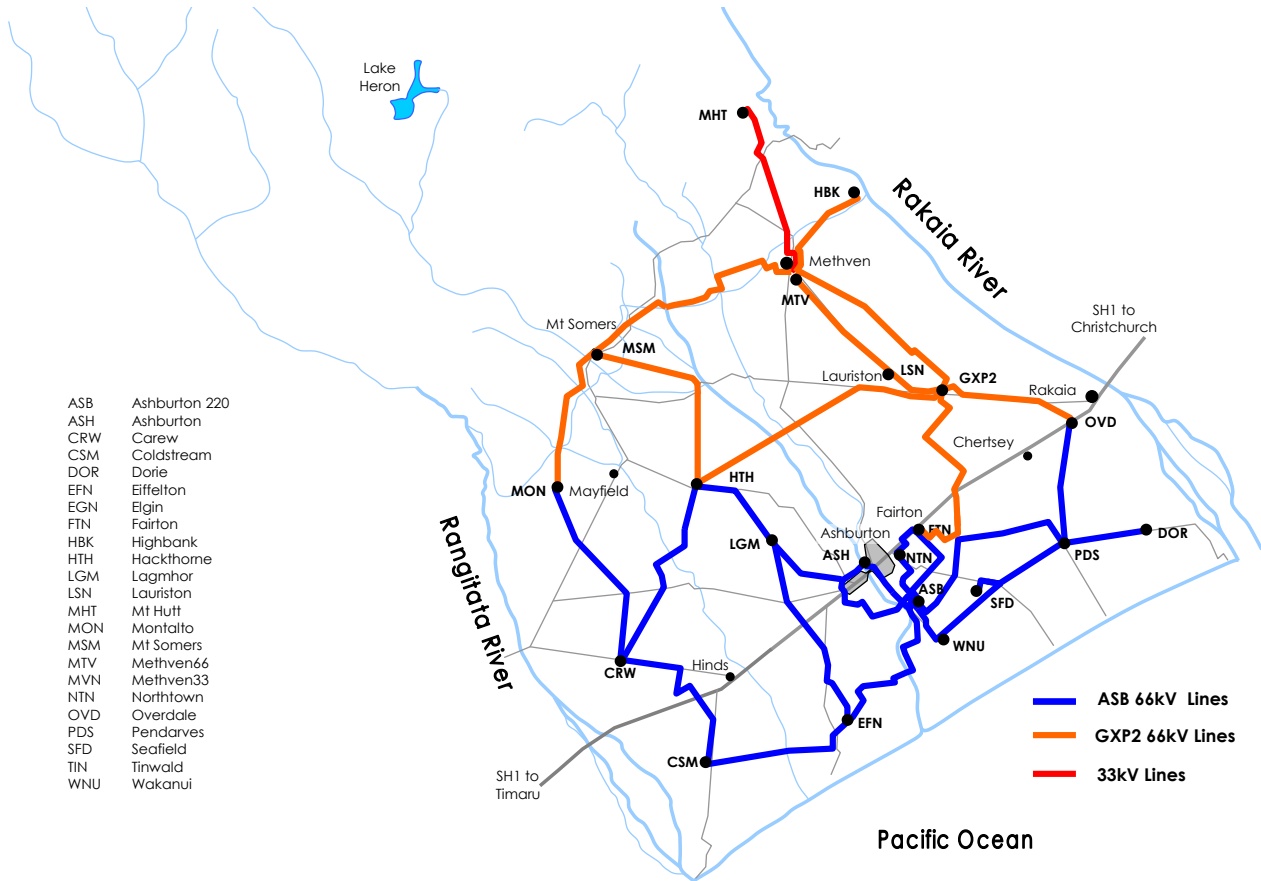 Lake
Heron
MHT
HBK
Rakaia River
Methven
MTV
SH1 to
Christchurch
Mt Somers
MSM
Lauriston
LSN
GXP2
Rakaia
OVD
Chertsey
MON
Mayfield
HTH
Fairton
FTN
Ashburton
LGM
ASH
NTN
DOR
PDS
ASB
SFD
WNU
Rangitata River
CRW
Hinds
EFN
CSM
SH1 to
Timaru
Pacific Ocean
ASB Ashburton 220
ASH Ashburton
CRW Carew
CSM Coldstream
DOR Dorie
EFN Eiffelton
EGN Elgin
FTN Fairton
HBK Highbank
HTH Hackthorne
LGM Lagmhor
LSN Lauriston
MHT Mt Hutt
MON Montalto
MSM Mt Somers
MTV Methven66
MVN Methven33
NTN Northtown
OVD Overdale
PDS Pendarves
SFD Seafield
TIN Tinwald
WNU Wakanui
ASB 66kV Lines
GXP2 66kV Lines
33kV Lines